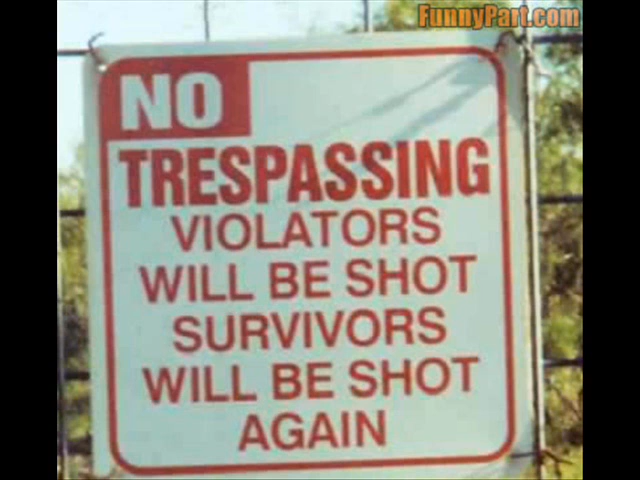 FunnyPart.com
NO
TRESPASSING
VIOLATORS
WILL BE SHOT
SURVIVORS
WILL BE SHOT
AGAIN